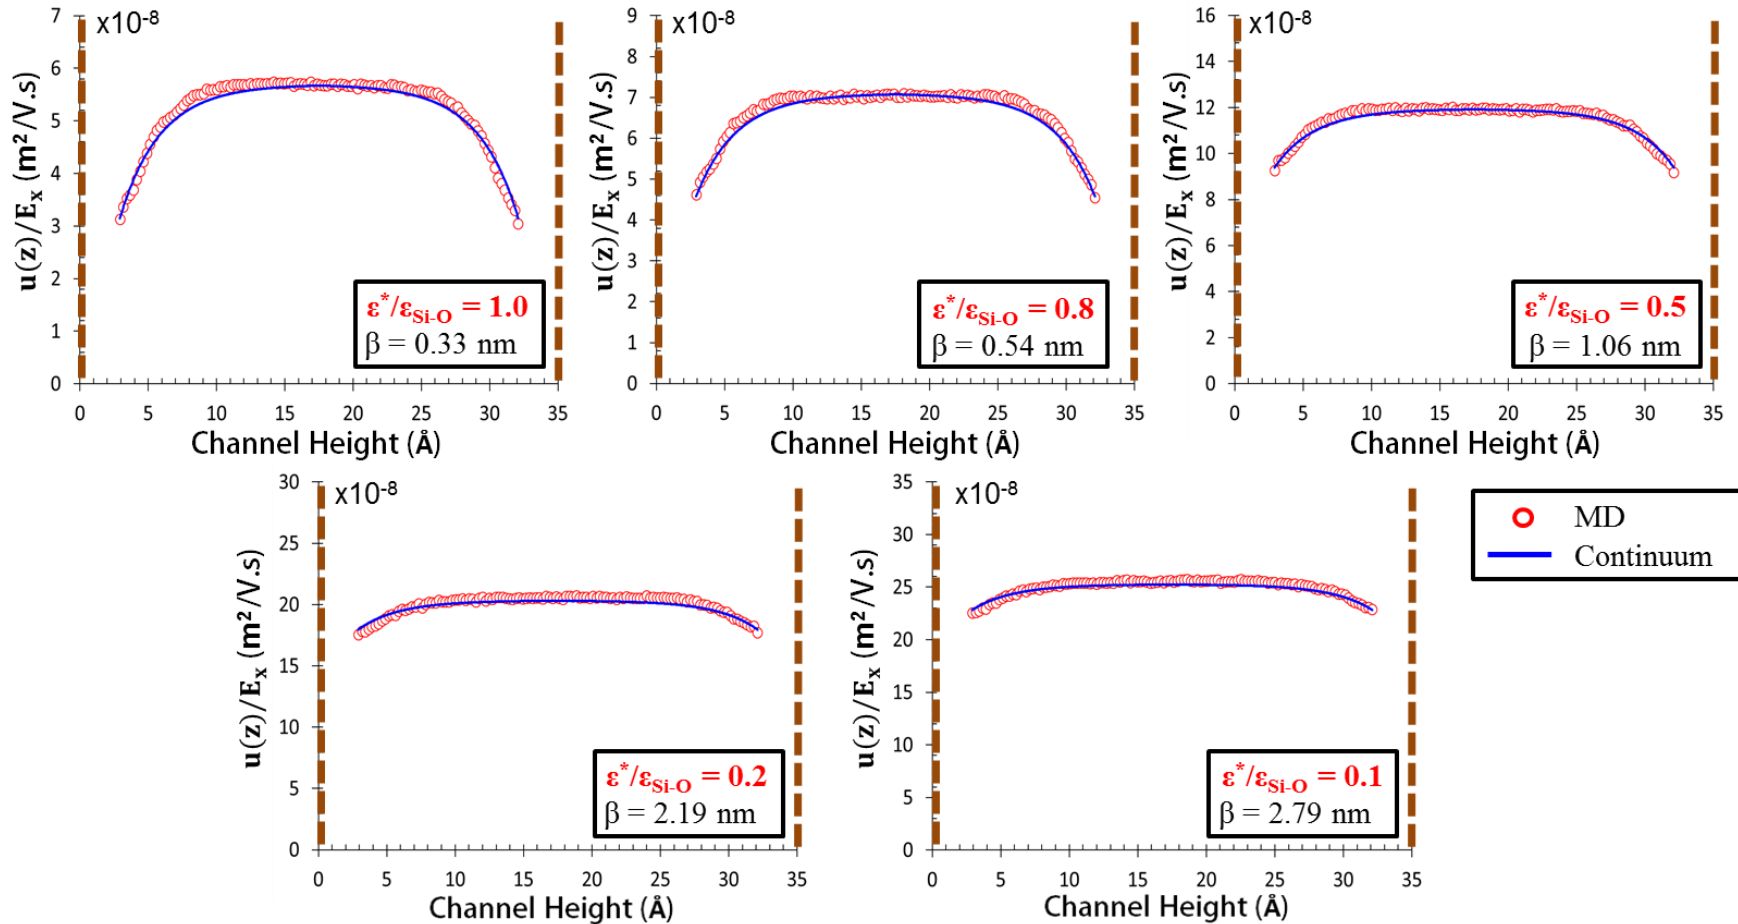 x10-8
7
6
5
4
3
2
1
0
u(z)/Ex (m²/V.s)
0 5 10 15 20 25 30 35
Channel Height (Å)
ε*/εSi-O = 1.0
β = 0.33 nm
x10-8
9
8
7
6
5
4
3
2
1
0
u(z)/Ex (m²/V.s)
0 5 10 15 20 25 30 35
Channel Height (Å)
ε*/εSi-O = 0.8
β = 0.54 nm
x10-8
16
14
12
10
8
6
4
2
0
u(z)/Ex (m²/V.s)
0 5 10 15 20 25 30 35
Channel Height (Å)
ε*/εSi-O = 0.5
β = 1.06 nm
x10-8
30
25
20
15
10
5
0
u(z)/Ex (m²/V.s)
0 5 10 15 20 25 30 35
Channel Height (Å)
ε*/εSi-O = 0.2
β = 2.19 nm
x10-8
35
30
25
20
15
10
5
0
u(z)/Ex (m²/V.s)
0 5 10 15 20 25 30 35
Channel Height (Å)
ε*/εSi-O = 0.1
β = 2.79 nm
MD
Continuum